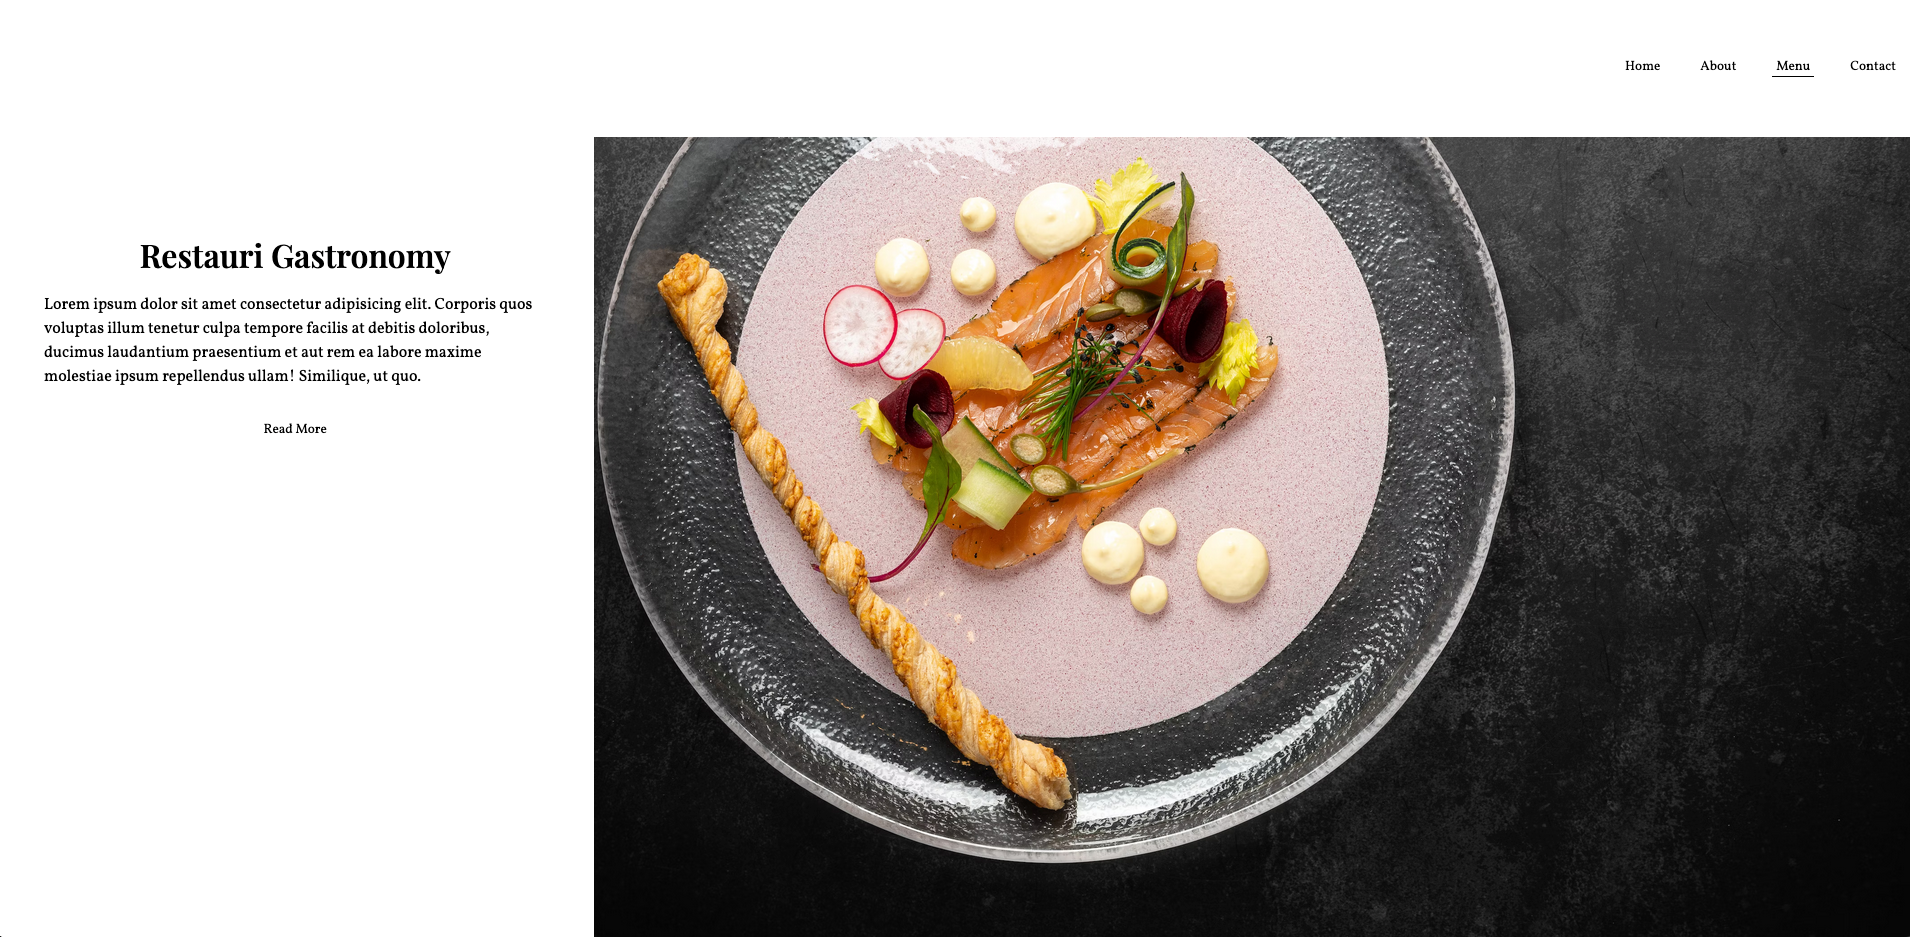 Home About Menu Contact
Restauri Gastronomy
Lorem ipsum dolor sit amet consectetur adipisicing elit. Corporis quos
voluptas illum tenetur culpa tempore facilis at debitis doloribus,
ducimus laudantium praesentium et aut rem ea labore maxime
molestiae ipsum repellendus ullam! Similique, ut quo.
Read More